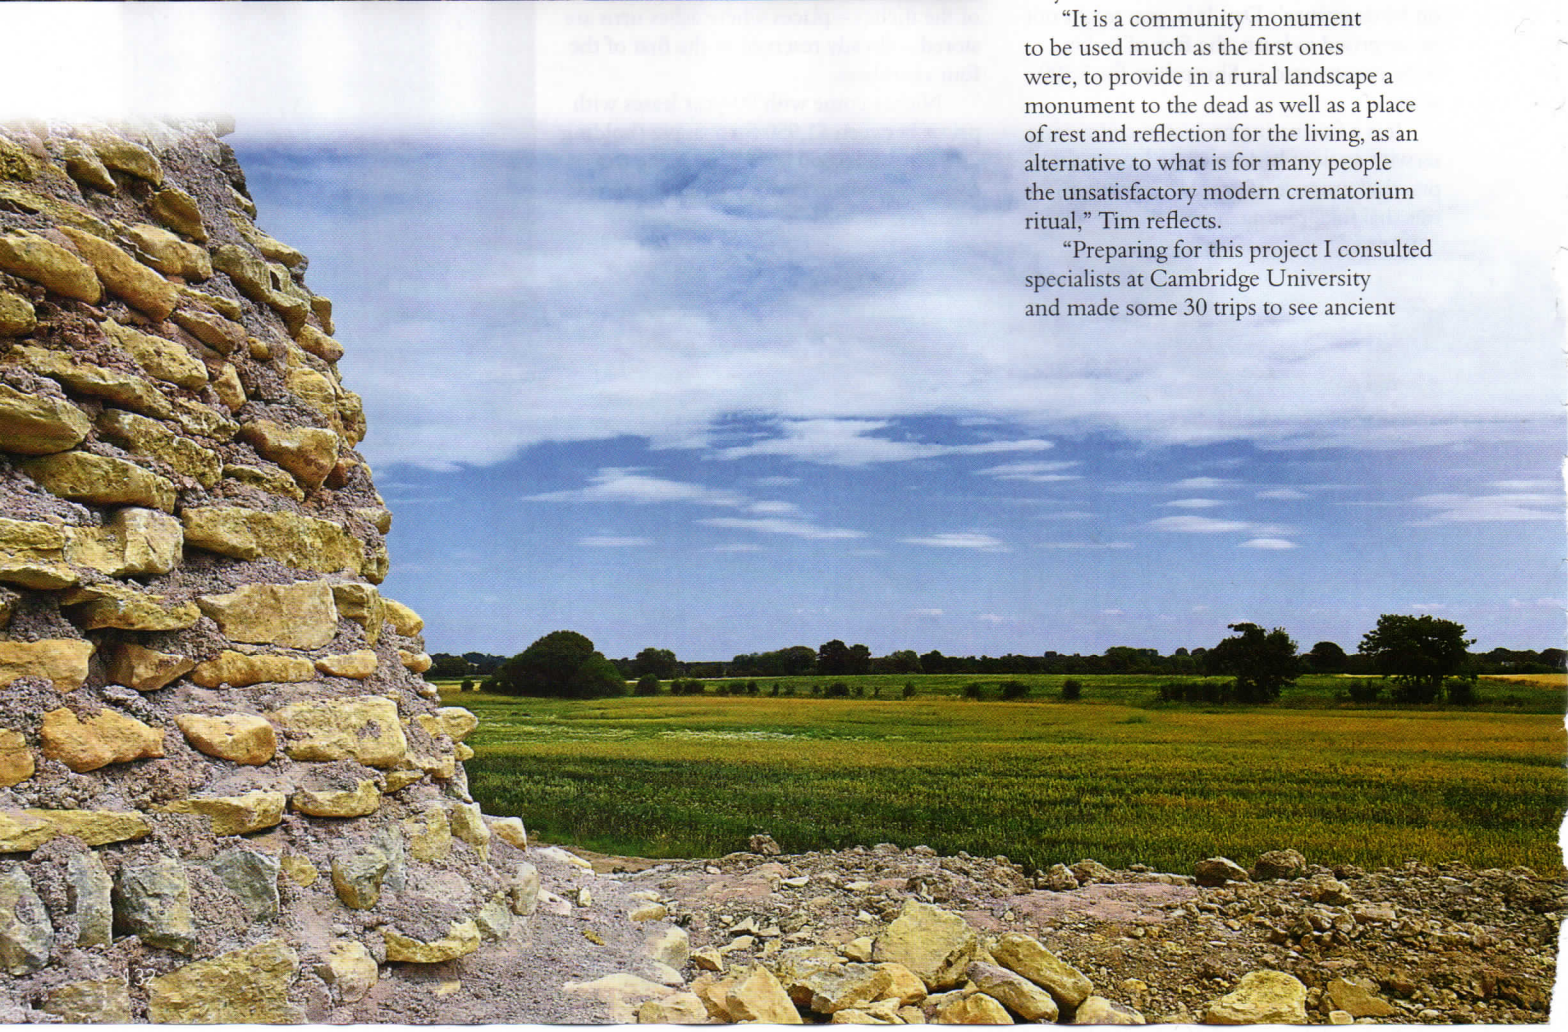 “It is a community monument
to be used much as the first ones
were, to provide in a rural landscape a
monument to the dead as well as a place
of rest and reflection for the living, as an
alternative to what is for many people
the unsatisfactory modern crematorium
ritual,” Tim reflects.
“Preparing for this project I consulted
specialists at Cambridge University
and made some 30 trips to see ancient
32